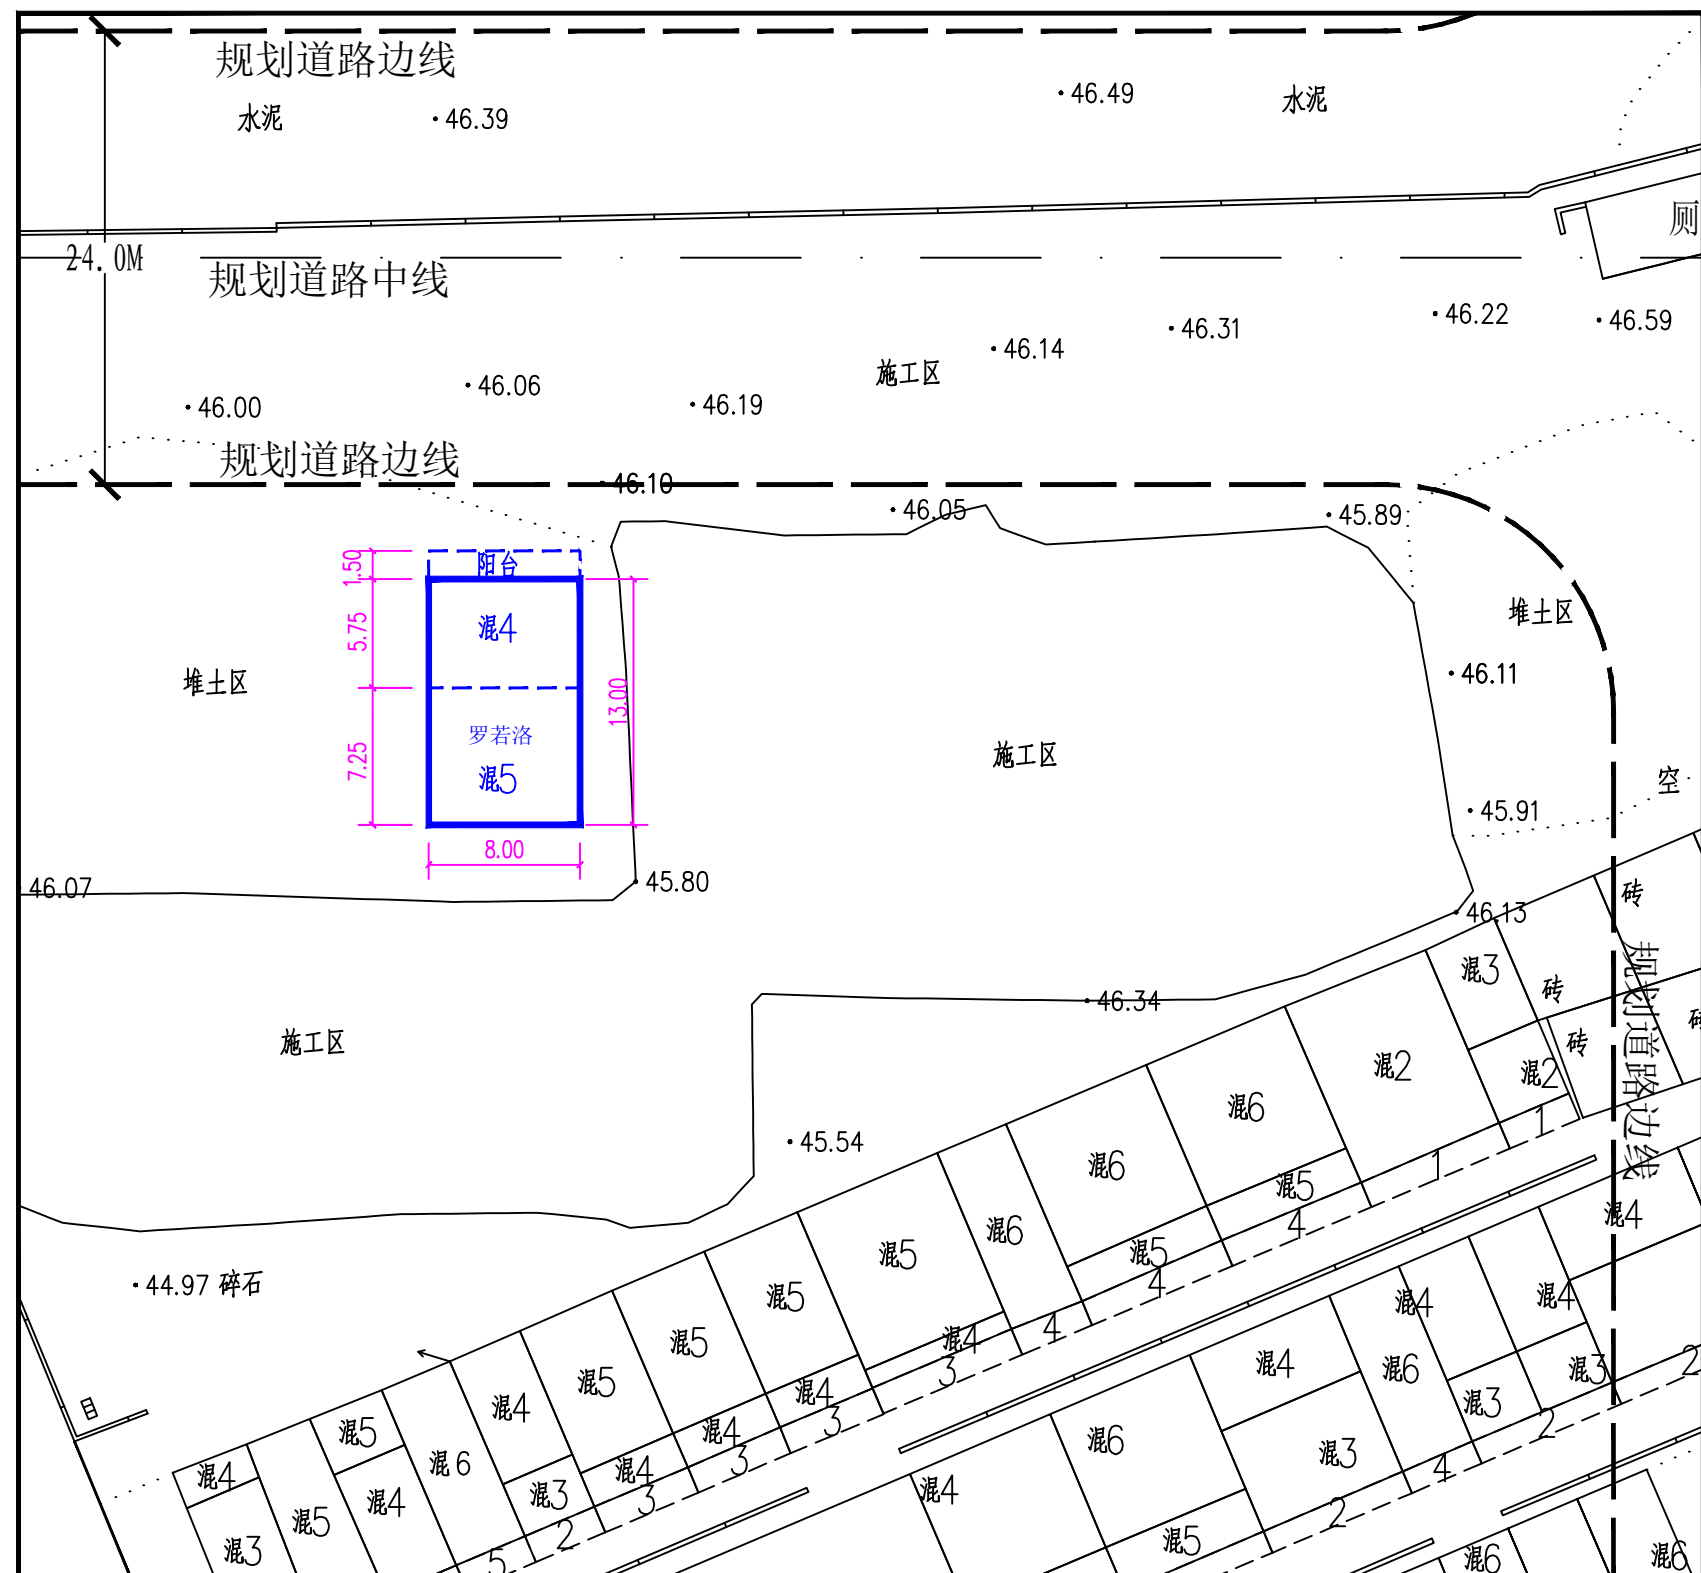 规划道路边线
水泥
46.39
46.49
水泥
厕
24.0M
规划道路中线
46.22
46.59
46.31
46.14
施工区
46.06
46.00
46.19
规划道路边线
46.10
46.05
45.89
1.50
阳台
堆土区
5.75
混4
46.11
堆土区
13.00
罗若洛
7.25
混5
施工区
空
45.91
8.00
46.07
45.80
砖
46.13
规划道路边线
混3
砖
46.34
砖
砖
施工区
混2
混2
混6
1
45.54
混6
混5
1
混6
混5
4
混4
44.97 碎石
混5
4
混5
混4
4
混4
混4
混5
3
混6
混4
混3
2
混5
混4
3
混4
混5
混4
3
混6
混3
2
混5
混4
混6
混3
4
混4
混3
3
混4
2
混3
混5
2
混5
混6
混6
5